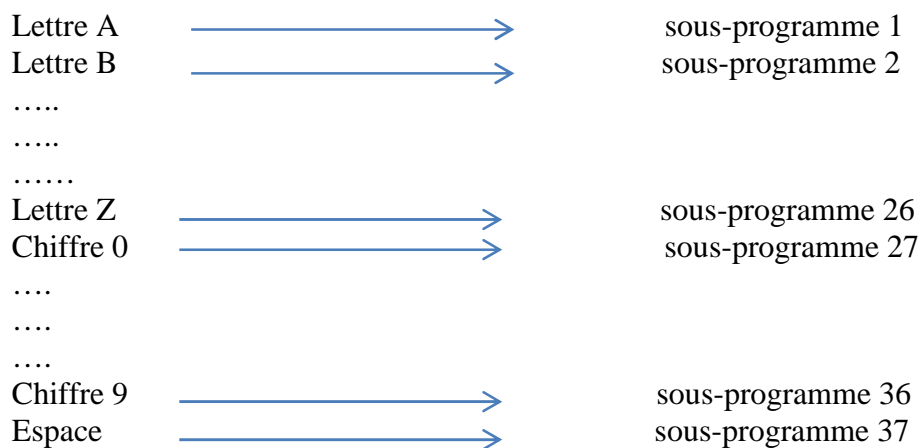 Lettre A sous-programme 1
Lettre B sous-programme 2
…..
…..
……
Lettre Z sous-programme 26
Chiffre 0 sous-programme 27
….
….
….
Chiffre 9 sous-programme 36
Espace sous-programme 37